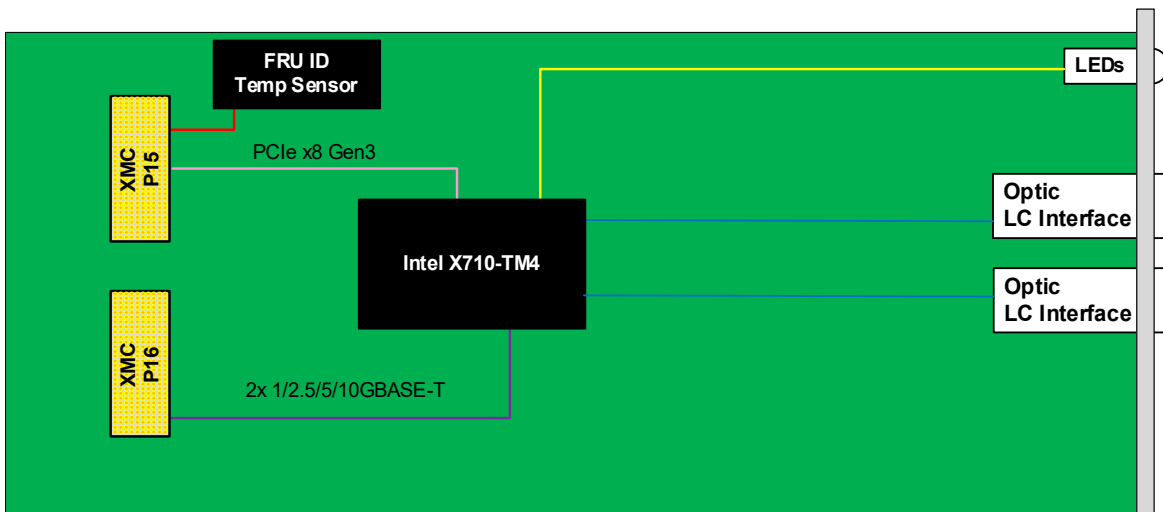 FRU ID
Temp Sensor
LEDs
XMC
P15
PCIe x8 Gen3
Optic
LC Interface
Intel X710-TM4
Optic
LC Interface
XMC
P16
2x 1/2.5/5/10GBASE-T